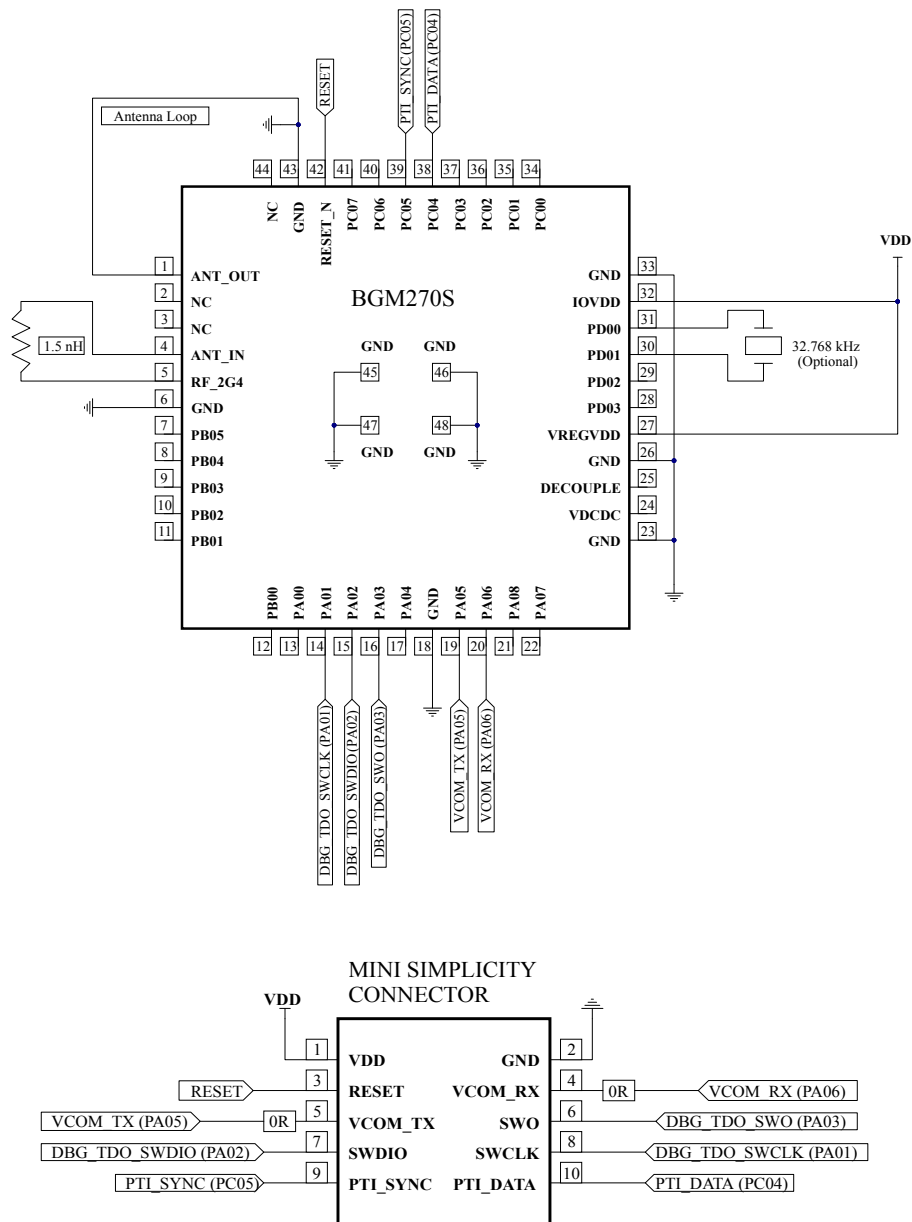 PTI_SYNC (PC05)
PTI_DATA (PC04)
RESET
Antenna Loop
44
43
42
41
40
39
38
37
36
35
34
NC
GND
RESET_N
PC07
PC06
PC05
PC04
PC03
PC02
PC01
PC00
VDD
BGM270S
1 ANT_OUT
2 NC
3 NC
4 ANT_IN
5 RF_2G4
6 GND
7 PB05
8 PB04
9 PB03
10 PB02
11 PB01
1.5 nH
GND
GND
45
46
47
48
GND
GND
GND 33
IOVDD 32
PD00 31
PD01 30
PD02 29
PD03 28
VREGVDD 27
GND 26
DECOUPLE 25
VDCDC 24
GND 23
32.768 kHz
(Optional)
PB00
PA00
PA01
PA02
PA03
PA04
GND
PA05
PA06
PA08
PA07
12
13
14
15
16
17
18
19
20
21
22
DBG_TDO_SWCLK (PA01)
DBG_TDO_SWDIO (PA02)
DBG_TDO_SWO (PA03)
VCOM_TX (PA05)
VCOM_RX (PA06)
MINI SIMPLICITY
CONNECTOR
VDD
1 VDD GND 2
RESET 3 RESET VCOM_RX 4 0R VCOM_RX (PA06)
VCOM_TX (PA05) 0R 5 VCOM_TX SWO 6 DBG_TDO_SWO (PA03)
DBG_TDO_SWDIO (PA02) 7 SWDIO SWCLK 8 DBG_TDO_SWCLK (PA01)
PTI_SYNC (PC05) 9 PTI_SYNC PTI_DATA 10 PTI_DATA (PC04)